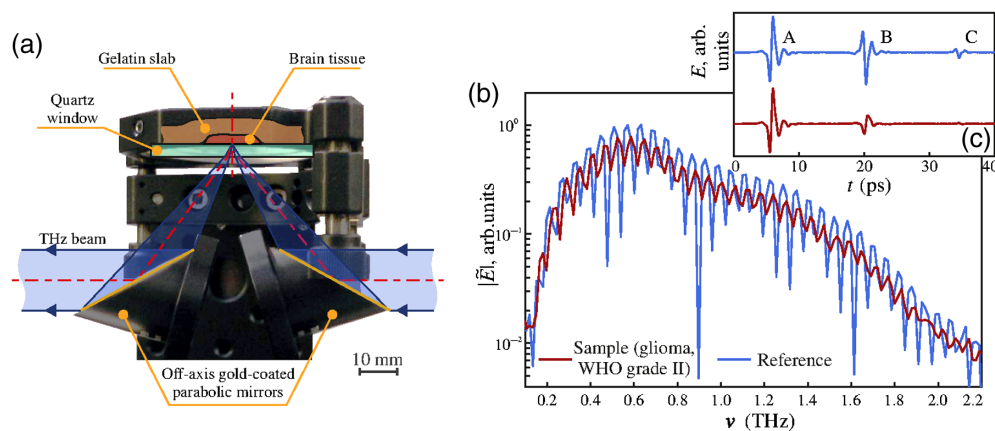 (a)
Gelatin slab
Brain tissue
Quartz
window
THz beam
10 mm
Off-axis gold-coated
parabolic mirrors
(b)
|Ẽ|, arb.units
10⁰
10⁻¹
10⁻²
Sample (glioma,
WHO grade II)
Reference
0.2 0.4 0.6 0.8 1.0 1.2 1.4 1.6 1.8 2.0 2.2
ν (THz)
E, arb.
units
A B C
(c)
0 10 20 30 40
t (ps)